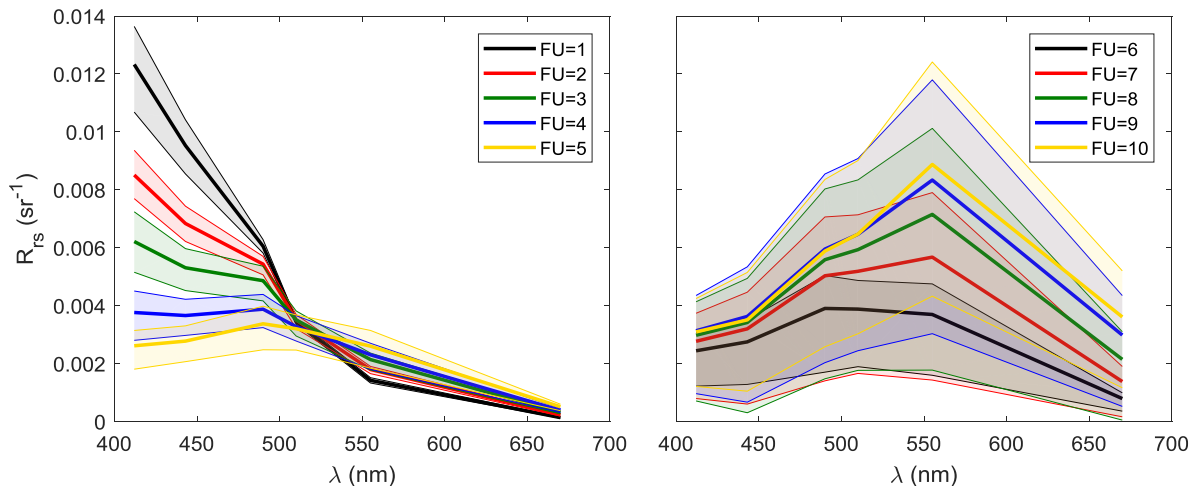 0.014
0.012
0.01
0.008
0.006
0.004
0.002
0
R_rs (sr^-1)
400 450 500 550 600 650 700
λ (nm)
FU=1
FU=2
FU=3
FU=4
FU=5
400 450 500 550 600 650 700
λ (nm)
FU=6
FU=7
FU=8
FU=9
FU=10